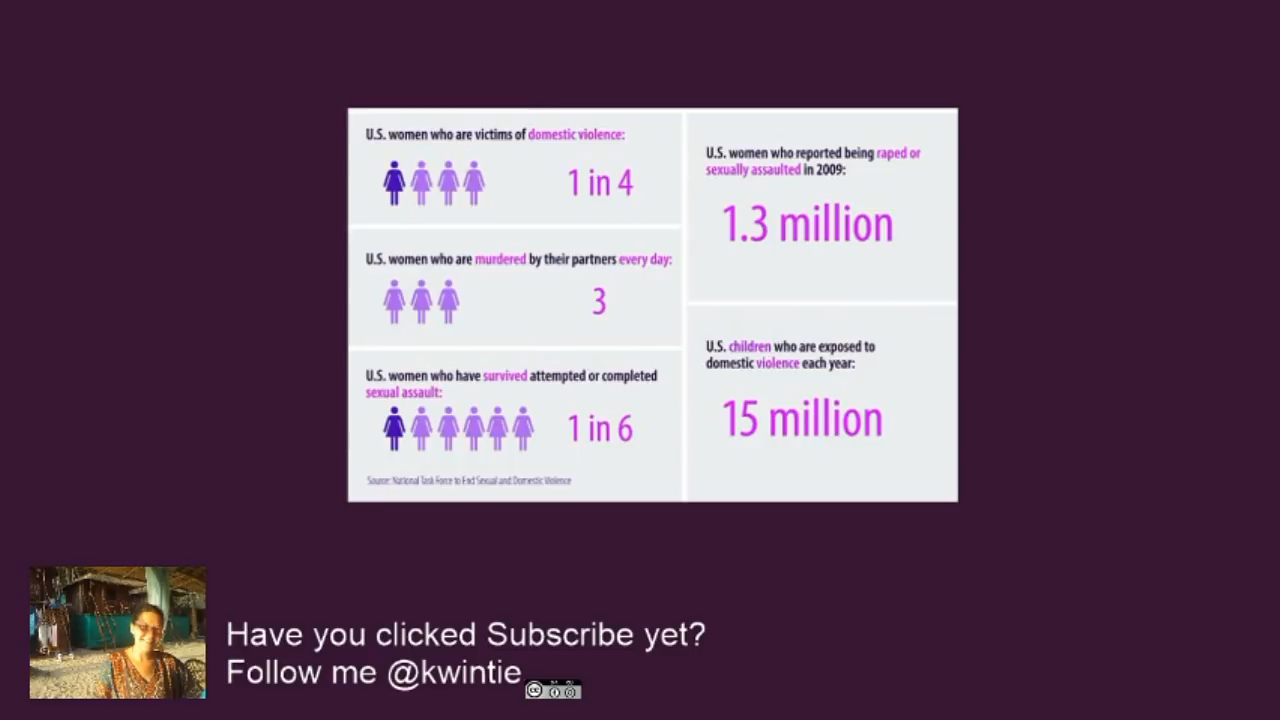 U.S. women who are victims of domestic violence:
1 in 4
U.S. women who are murdered by their partners every day:
3
U.S. women who have survived attempted or completed
sexual assault:
1 in 6
Source: National Task Force to End Sexual and Domestic Violence
U.S. women who reported being raped or
sexually assaulted in 2009:
1.3 million
U.S. children who are exposed to
domestic violence each year:
15 million
Have you clicked Subscribe yet?
Follow me @kwintie